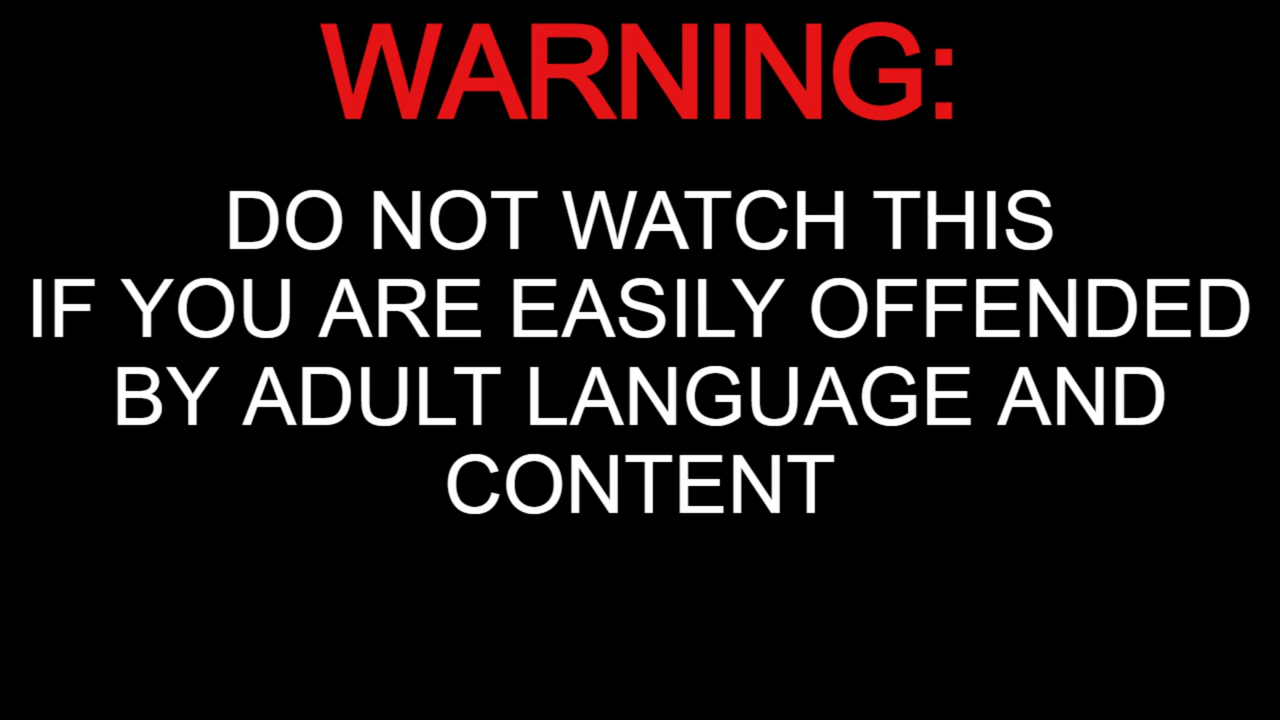 WARNING:
DO NOT WATCH THIS
IF YOU ARE EASILY OFFENDED
BY ADULT LANGUAGE AND
CONTENT